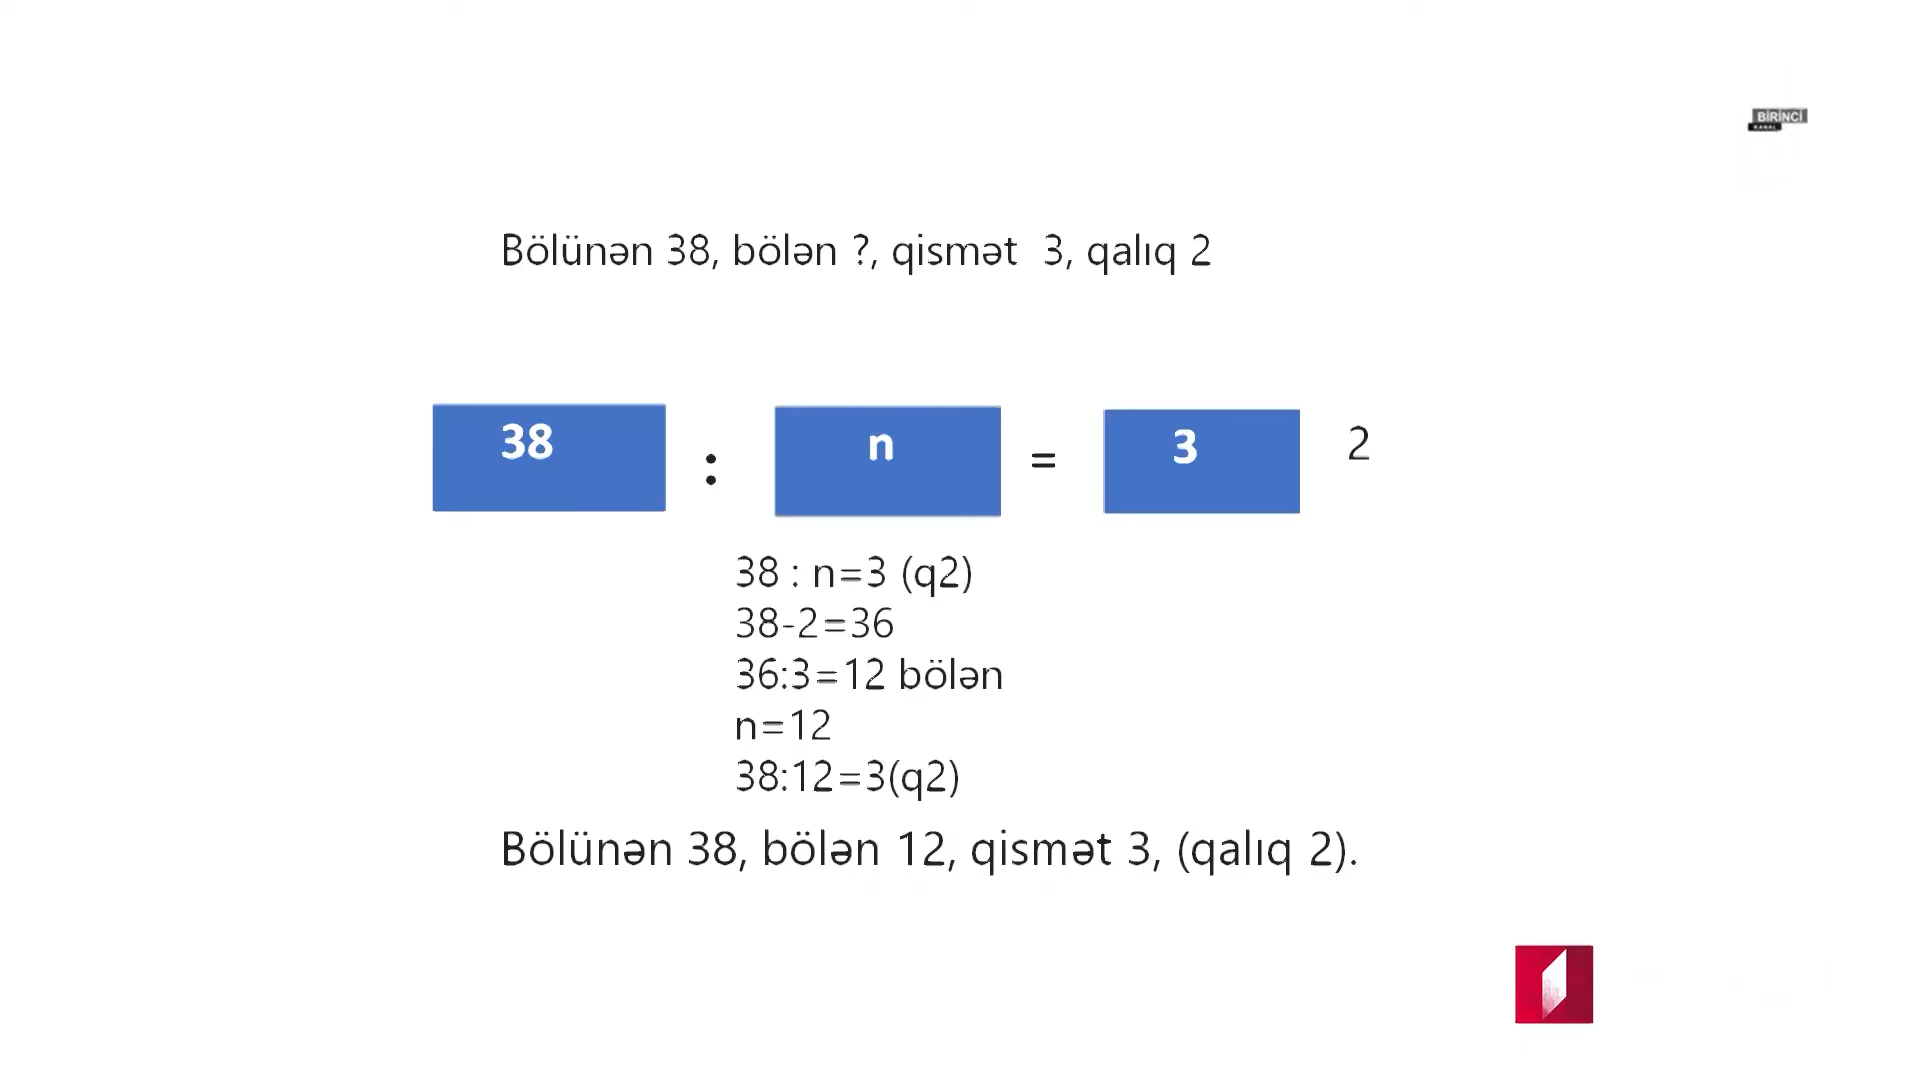 BİRİNCİ
KANAL
Bölünən 38, bölən ?, qismət 3, qalıq 2
38 : n = 3 2
38 : n=3 (q2)
38-2=36
36:3=12 bölən
n=12
38:12=3(q2)
Bölünən 38, bölən 12, qismət 3, (qalıq 2).